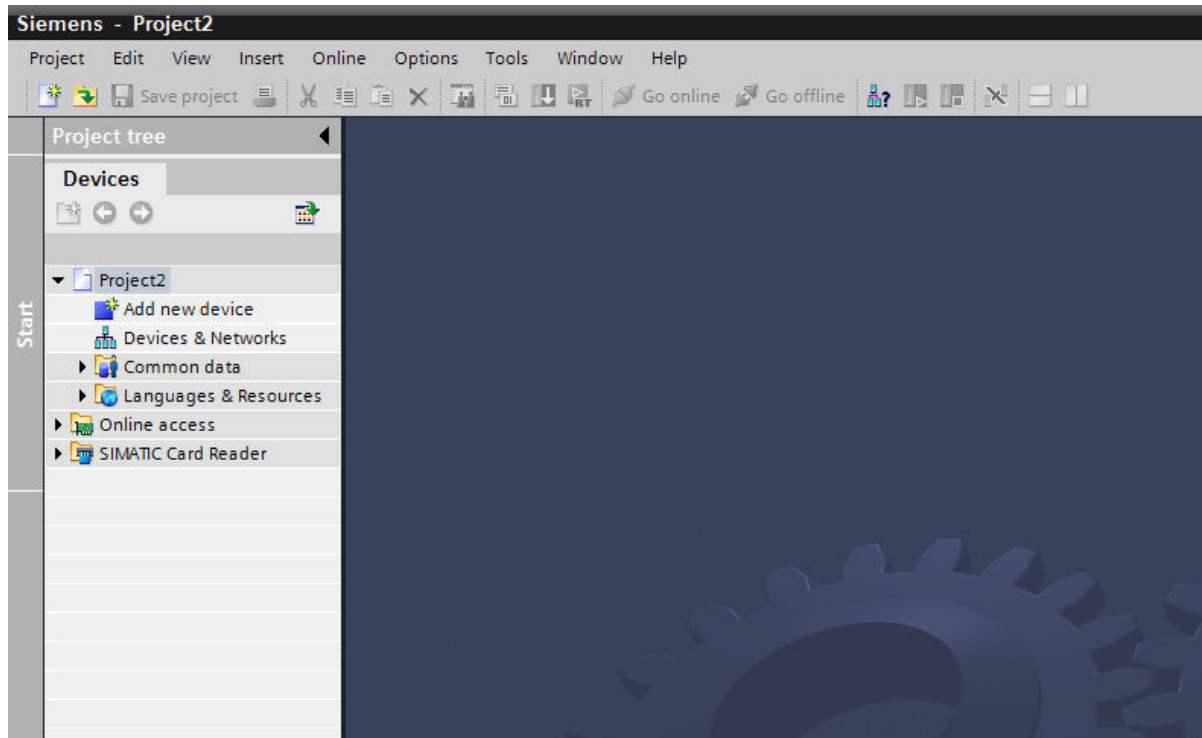 Siemens - Project2
Project Edit View Insert Online Options Tools Window Help
Save project Go online Go offline
Project tree
Devices
Project2
Add new device
Devices & Networks
Common data
Languages & Resources
Online access
SIMATIC Card Reader
Start